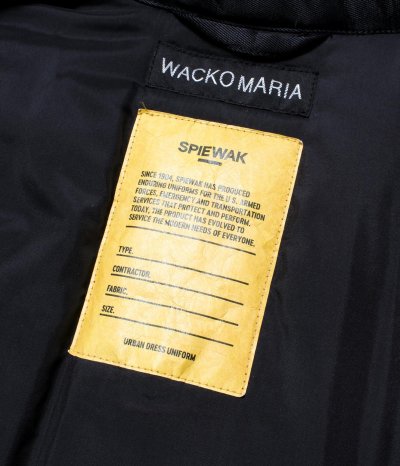 WACKO MARIA
SPIEWAK
SINCE 1904, SPIEWAK HAS PRODUCED
ENDURING UNIFORMS FOR THE U.S. ARMED
FORCES, EMERGENCY AND TRANSPORTATION
SERVICES THAT PROTECT AND PERFORM.
TODAY, THE PRODUCT HAS EVOLVED TO
SERVICE THE MODERN NEEDS OF EVERYONE.
TYPE.
CONTRACTOR.
FABRIC.
SIZE.
URBAN DRESS UNIFORM